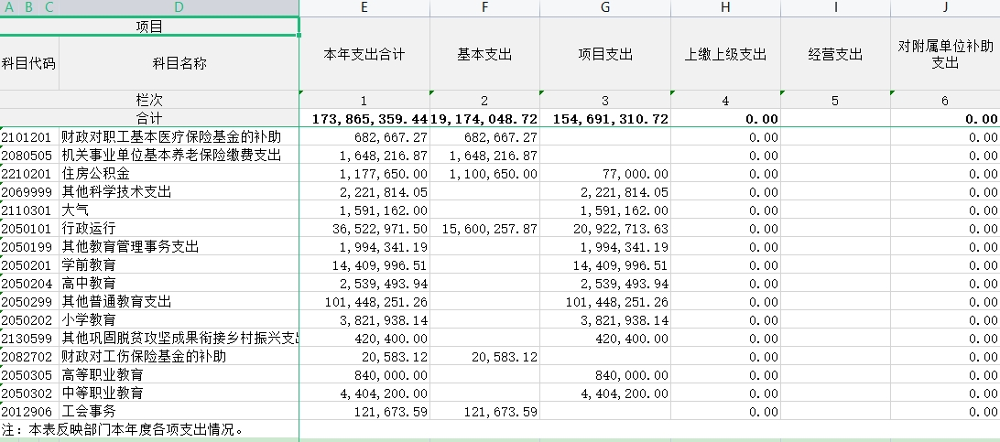 A B C D E F G H I J
项目
科目代码 科目名称 本年支出合计 基本支出 项目支出 上缴上级支出 经营支出 对附属单位补助
支出
栏次 1 2 3 4 5 6
合计 173,865,359.44 19,174,048.72 154,691,310.72 0.00 0.00
2101201 财政对职工基本医疗保险基金的补助 682,667.27 682,667.27 0.00 0.00
2080505 机关事业单位基本养老保险缴费支出 1,648,216.87 1,648,216.87 0.00 0.00
2210201 住房公积金 1,177,650.00 1,100,650.00 77,000.00 0.00 0.00
2069999 其他科学技术支出 2,221,814.05 2,221,814.05 0.00 0.00
2110301 大气 1,591,162.00 1,591,162.00 0.00 0.00
2050101 行政运行 36,522,971.50 15,600,257.87 20,922,713.63 0.00 0.00
2050199 其他教育管理事务支出 1,994,341.19 1,994,341.19 0.00 0.00
2050201 学前教育 14,409,996.51 14,409,996.51 0.00 0.00
2050204 高中教育 2,539,493.94 2,539,493.94 0.00 0.00
2050299 其他普通教育支出 101,448,251.26 101,448,251.26 0.00 0.00
2050202 小学教育 3,821,938.14 3,821,938.14 0.00 0.00
2130599 其他巩固脱贫攻坚成果衔接乡村振兴支 420,400.00 420,400.00 0.00 0.00
2082702 财政对工伤保险基金的补助 20,583.12 20,583.12 0.00 0.00
2050305 高等职业教育 840,000.00 840,000.00 0.00 0.00
2050302 中等职业教育 4,404,200.00 4,404,200.00 0.00 0.00
2012906 工会事务 121,673.59 121,673.59 0.00 0.00
注：本表反映部门本年度各项支出情况。